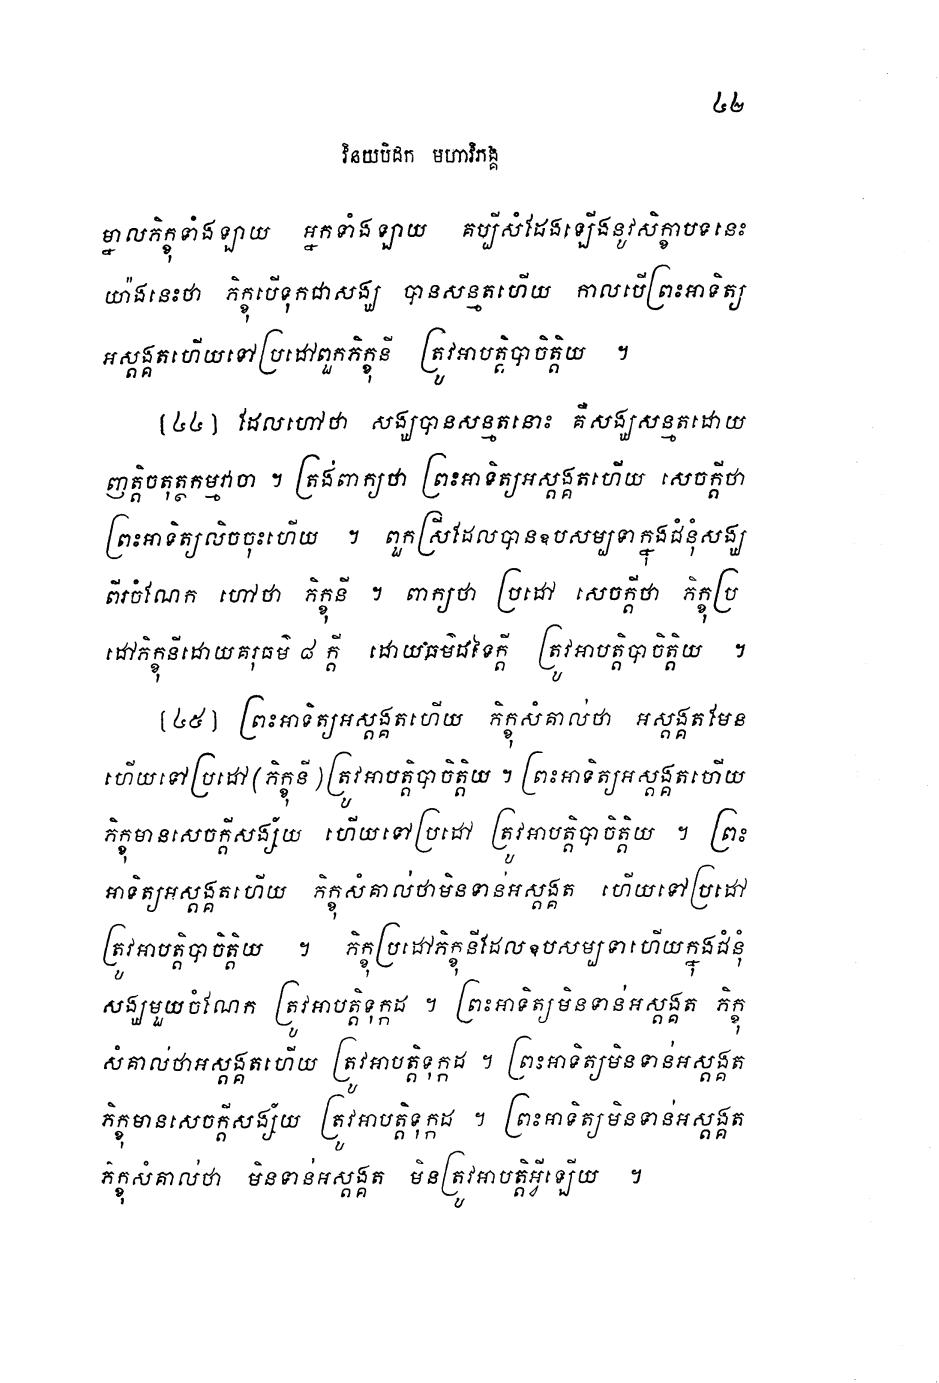 ៤២
វិនយបិដក មហាវិភង្គ
ម្នាលភិក្ខុទាំងឡាយ អ្នកទាំងឡាយ គប្បីសំដែងឡើងនូវសិក្ខាបទនេះ
យ៉ាងនេះថា ភិក្ខុបើទុកជាសង្ឃ បានសន្មតហើយ កាលបើព្រះអាទិត្យ
អស្តង្គតហើយទៅប្រដៅពួកភិក្ខុនី ត្រូវអាបត្តិបាចិត្តិយ ។
(៤៤) ដែលហៅថា សង្ឃបានសន្មតនោះ គឺសង្ឃសន្មតដោយ
ញត្តិចតុត្ថកម្មវាចា ។ ត្រង់ពាក្យថា ព្រះអាទិត្យអស្តង្គតហើយ សេចក្តីថា
ព្រះអាទិត្យលិចចុះហើយ ។ ពួកស្រីដែលបានឧបសម្បទាក្នុងជំនុំសង្ឃ
ពីរចំណែក ហៅថា ភិក្ខុនី ។ ពាក្យថា ប្រដៅ សេចក្តីថា ភិក្ខុប្រ
ដៅភិក្ខុនីដោយគរុធម៌ ៨ ក្តី ដោយធម៌ដទៃក្តី ត្រូវអាបត្តិបាចិត្តិយ ។
(៤៥) ព្រះអាទិត្យអស្តង្គតហើយ ភិក្ខុសំគាល់ថា អស្តង្គតមែន
ហើយទៅប្រដៅ (ភិក្ខុនី) ត្រូវអាបត្តិបាចិត្តិយ ។ ព្រះអាទិត្យអស្តង្គតហើយ
ភិក្ខុមានសេចក្តីសង្ស័យ ហើយទៅប្រដៅ ត្រូវអាបត្តិបាចិត្តិយ ។ ព្រះ
អាទិត្យអស្តង្គតហើយ ភិក្ខុសំគាល់ថាមិនទាន់អស្តង្គត ហើយទៅប្រដៅ
ត្រូវអាបត្តិបាចិត្តិយ ។ ភិក្ខុប្រដៅភិក្ខុនីដែលឧបសម្បទាហើយក្នុងជំនុំ
សង្ឃមួយចំណែក ត្រូវអាបត្តិទុក្កដ ។ ព្រះអាទិត្យមិនទាន់អស្តង្គត ភិក្ខុ
សំគាល់ថាអស្តង្គតហើយ ត្រូវអាបត្តិទុក្កដ ។ ព្រះអាទិត្យមិនទាន់អស្តង្គត
ភិក្ខុមានសេចក្តីសង្ស័យ ត្រូវអាបត្តិទុក្កដ ។ ព្រះអាទិត្យមិនទាន់អស្តង្គត
ភិក្ខុសំគាល់ថា មិនទាន់អស្តង្គត មិនត្រូវអាបត្តិអ្វីឡើយ ។